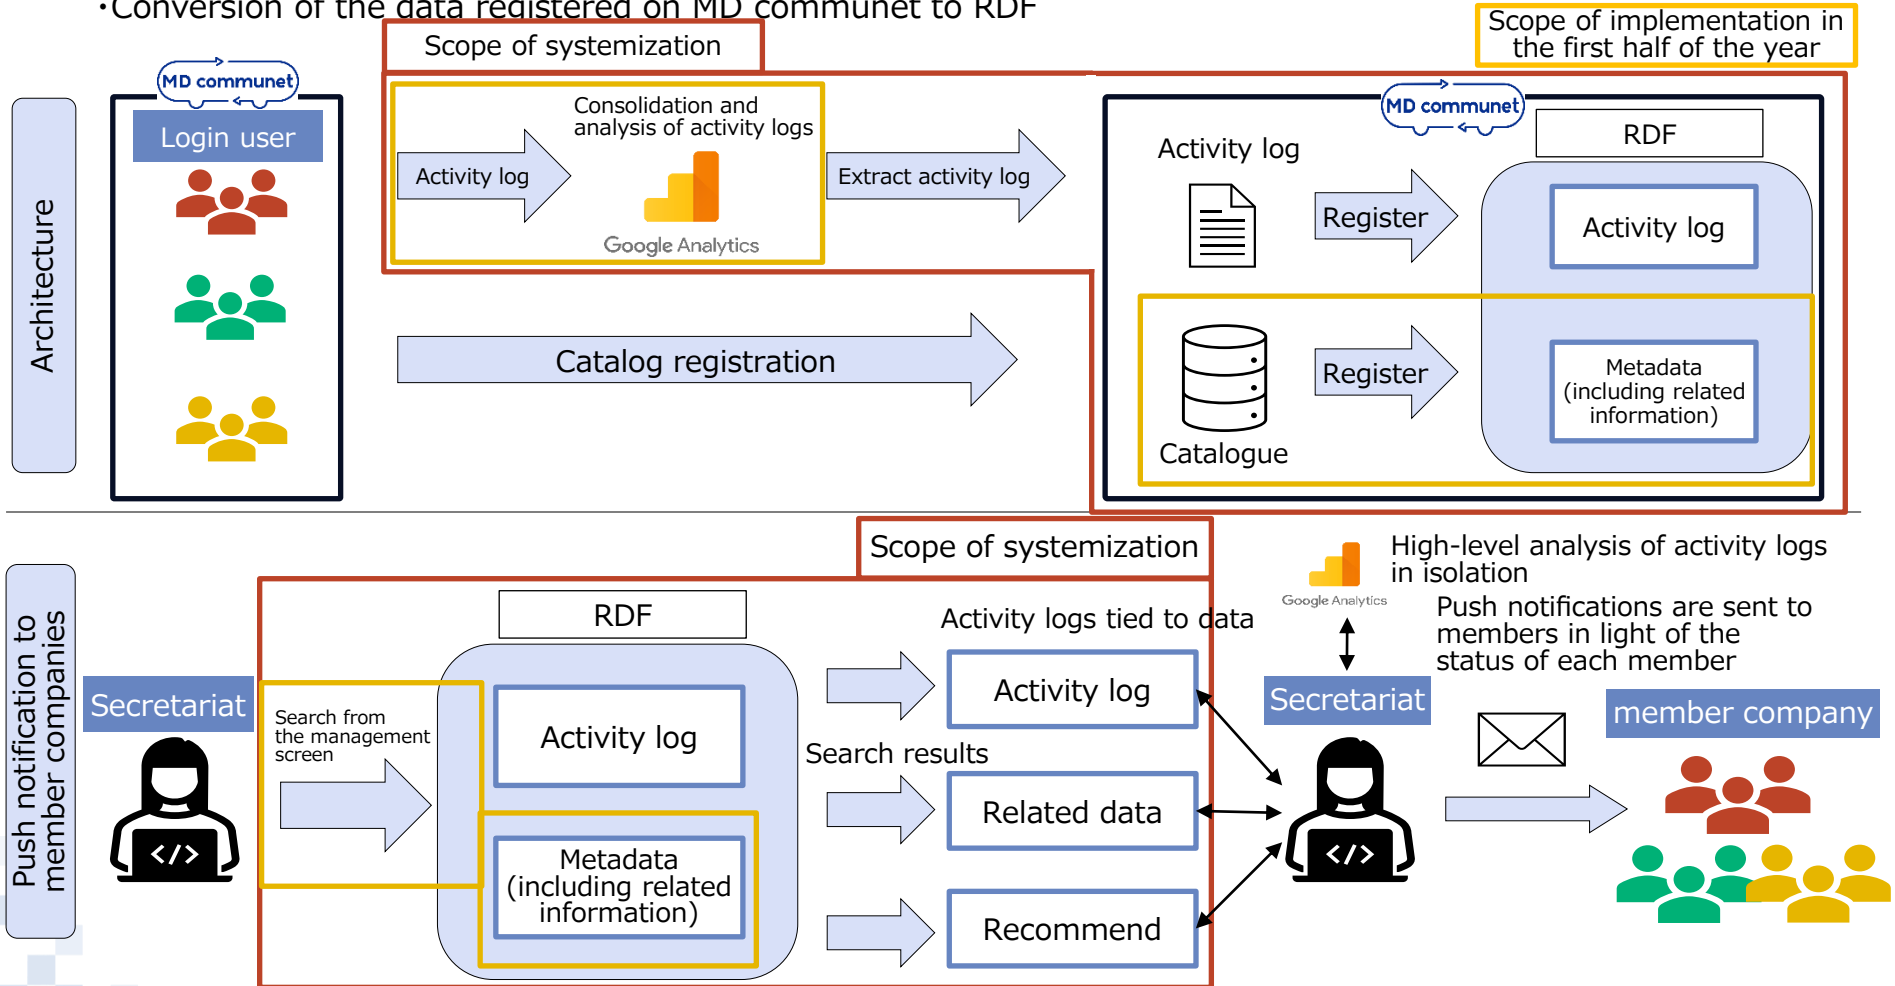 ・Conversion of the data registered on MD communet to RDF
Scope of systemization
Scope of implementation in
the first half of the year
Architecture
MD communet
Login user
Activity log
Consolidation and
analysis of activity logs
Google Analytics
Extract activity log
Catalog registration
MD communet
Activity log
Register
RDF
Activity log
Catalogue
Register
Metadata
(including related
information)
Push notification to
member companies
Scope of systemization
Secretariat
Search from
the management
screen
RDF
Activity log
Metadata
(including related
information)
Activity logs tied to data
Activity log
Search results
Related data
Recommend
Google Analytics
High-level analysis of activity logs
in isolation
Push notifications are sent to
members in light of the
status of each member
Secretariat
member company